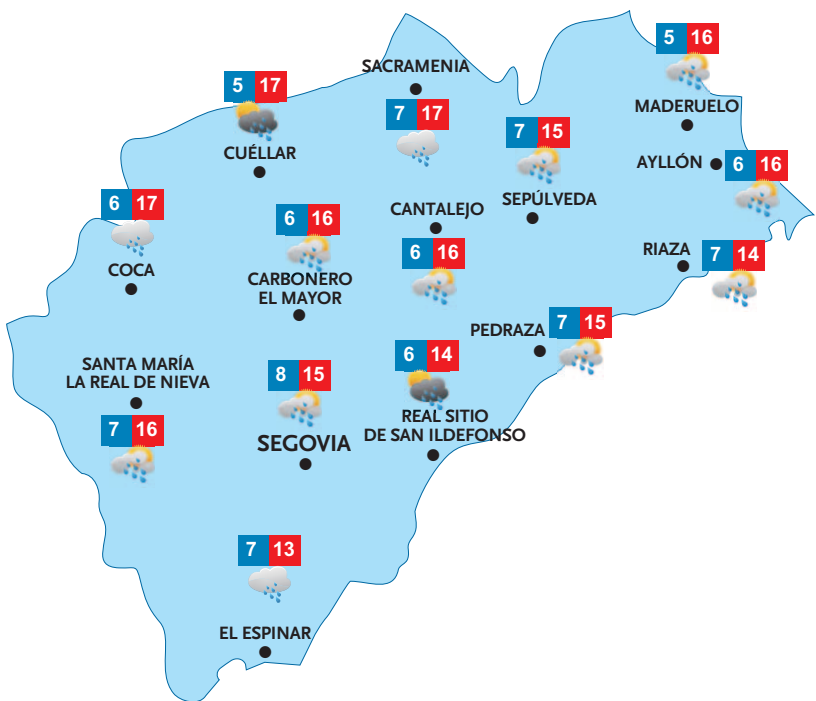 5 16
SACRAMENIA
5 17
MADERUELO
7 17
7 15
CUÉLLAR
AYLLÓN
6 16
6 17
SEPÚLVEDA
CANTALEJO
6 16
COCA
6 16
RIAZA
7 14
CARBONERO
EL MAYOR
7 15
PEDRAZA
SANTA MARÍA
LA REAL DE NIEVA
6 14
8 15
7 16
REAL SITIO
DE SAN ILDEFONSO
SEGOVIA
7 13
EL ESPINAR